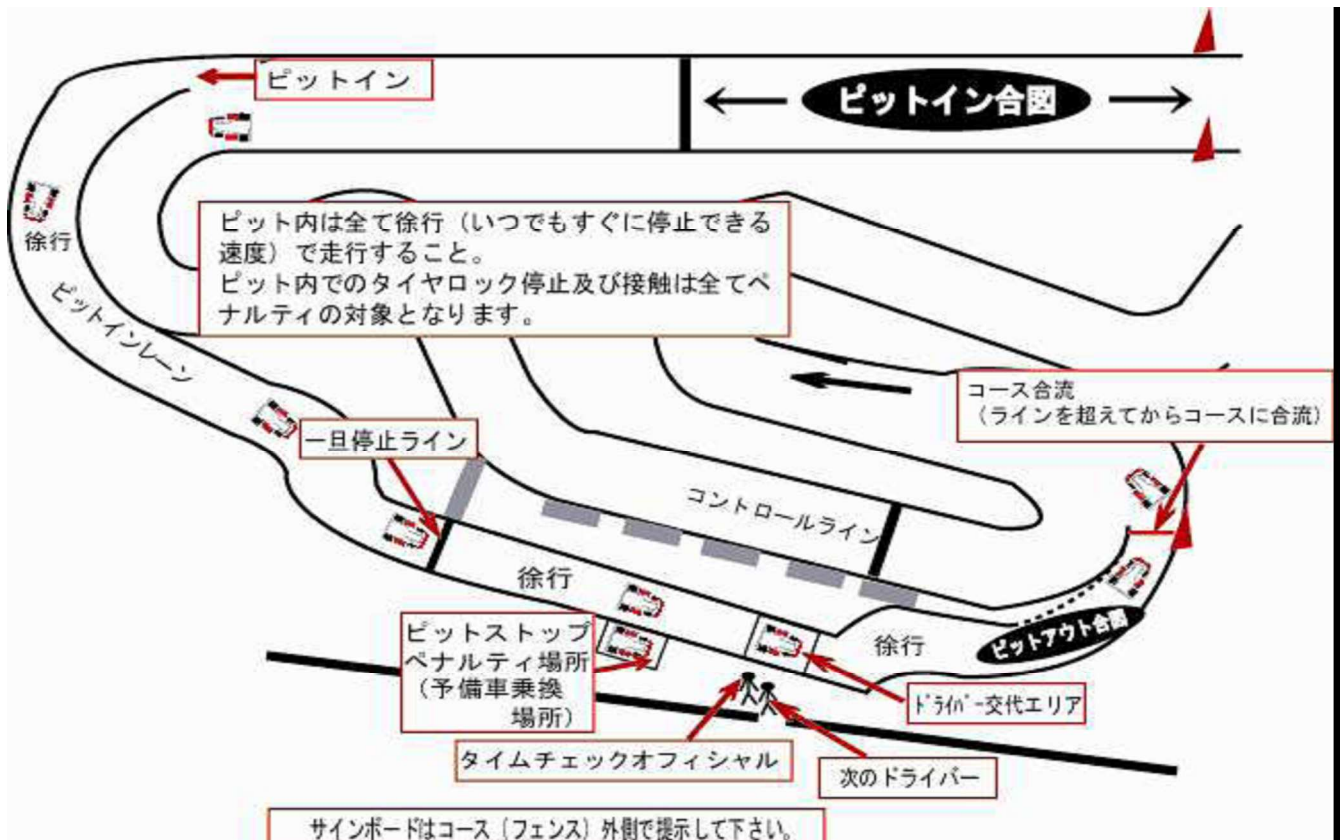 ピットイン
ピットイン合図
ピット内は全て徐行（いつでもすぐに停止できる
速度）で走行すること。
ピット内でのタイヤロック停止及び接触は全てペ
ナルティの対象となります。
徐行
ピットインレーン
コース合流
（ラインを超えてからコースに合流）
一旦停止ライン
コントロールライン
徐行
ピットストップ
ペナルティ場所
（予備車乗換
場所）
徐行
ピットアウト合図
ドライバー交代エリア
タイムチェックオフィシャル
次のドライバー
サインボードはコース（フェンス）外側で提示して下さい。